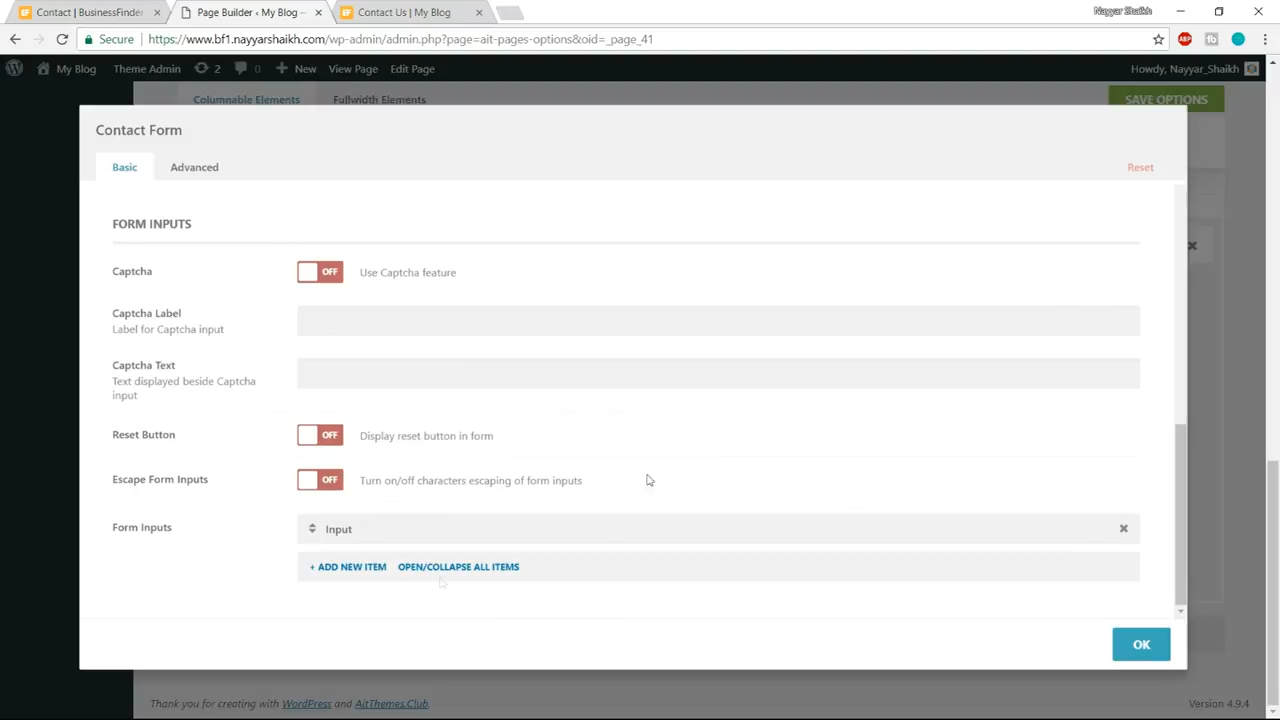 Contact | BusinessFinder
Page Builder ‹ My Blog —
Contact Us | My Blog
Nayyar Shaikh
Secure
https://www.bf1.nayyarshaikh.com/wp-admin/admin.php?page=ait-pages-options&oid=_page_41
My Blog
Theme Admin
2
0
New
View Page
Edit Page
Howdy, Nayyar_Shaikh
Columnable Elements
Fullwidth Elements
SAVE OPTIONS
Contact Form
Basic
Advanced
Reset
FORM INPUTS
Captcha
OFF
Use Captcha feature
Captcha Label
Label for Captcha input
Captcha Text
Text displayed beside Captcha
input
Reset Button
OFF
Display reset button in form
Escape Form Inputs
OFF
Turn on/off characters escaping of form inputs
Form Inputs
Input
+ ADD NEW ITEM
OPEN/COLLAPSE ALL ITEMS
OK
Thank you for creating with WordPress and AitThemes.Club.
Version 4.9.4